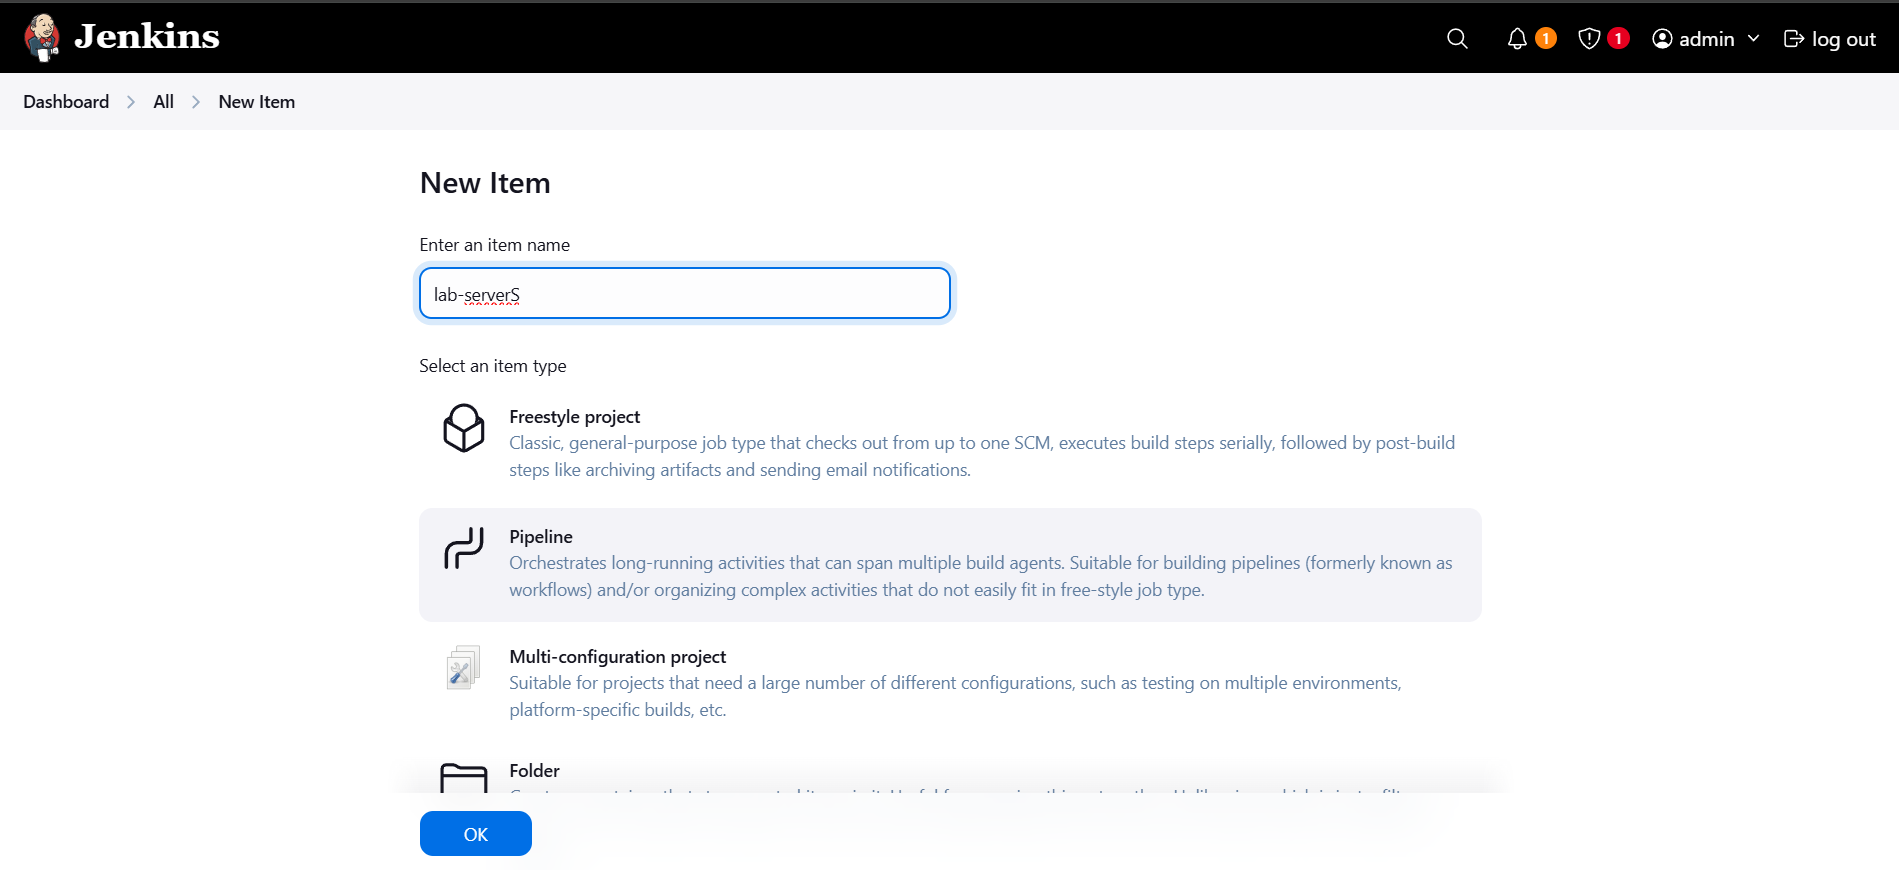 Jenkins
1
1
admin
log out
Dashboard
All
New Item
New Item
Enter an item name
lab-serverS
Select an item type
Freestyle project
Classic, general-purpose job type that checks out from up to one SCM, executes build steps serially, followed by post-build
steps like archiving artifacts and sending email notifications.
Pipeline
Orchestrates long-running activities that can span multiple build agents. Suitable for building pipelines (formerly known as
workflows) and/or organizing complex activities that do not easily fit in free-style job type.
Multi-configuration project
Suitable for projects that need a large number of different configurations, such as testing on multiple environments,
platform-specific builds, etc.
Folder
OK